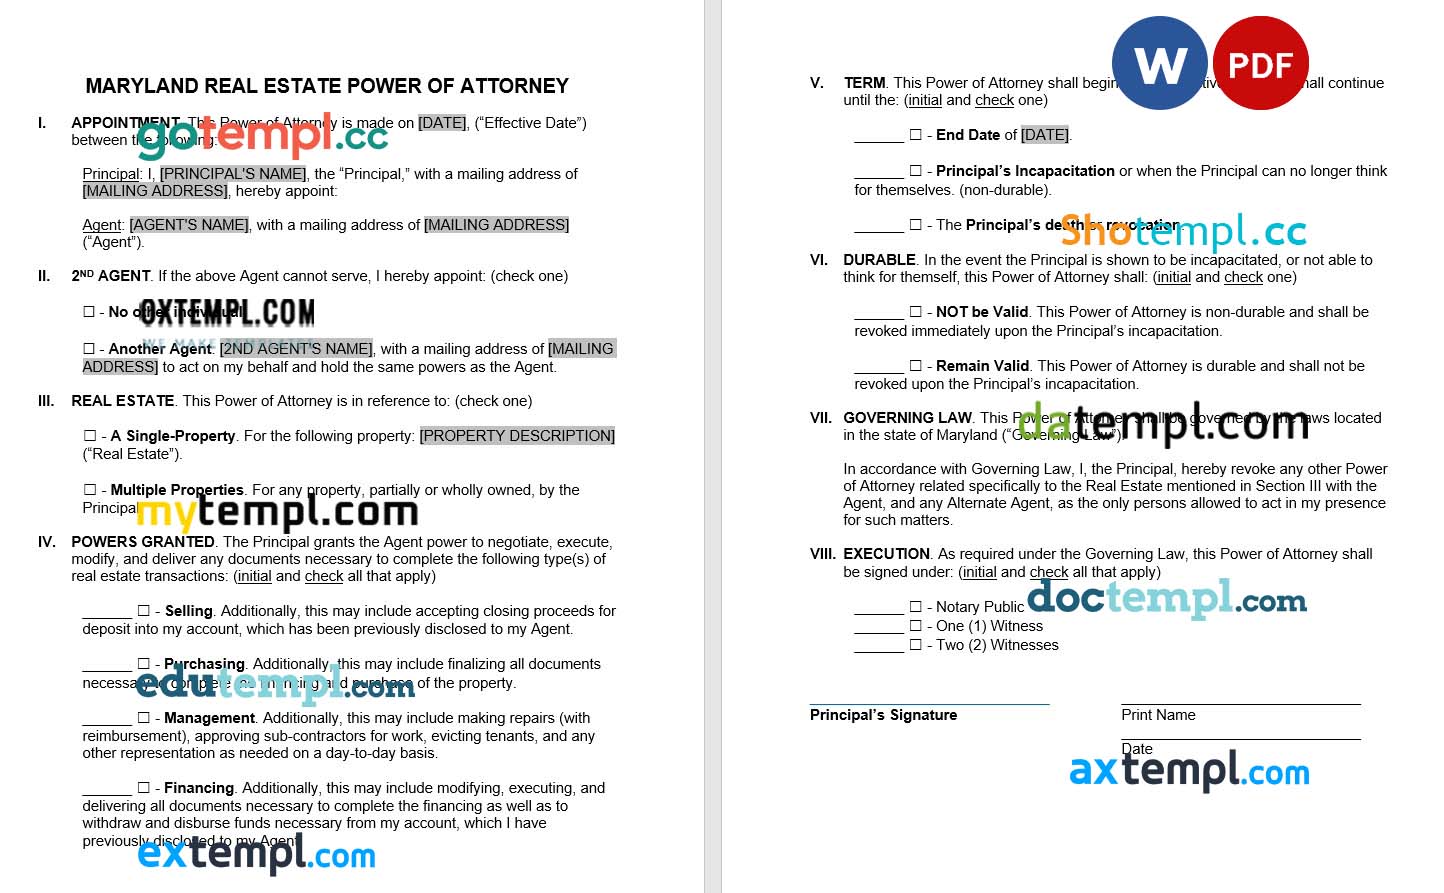 MARYLAND REAL ESTATE POWER OF ATTORNEY
I. APPOINTMENT. This Power of Attorney is made on [DATE], (“Effective Date”)
between the following:
gotempl.cc
Principal: I, [PRINCIPAL'S NAME], the “Principal,” with a mailing address of
[MAILING ADDRESS], hereby appoint:
Agent: [AGENT'S NAME], with a mailing address of [MAILING ADDRESS]
(“Agent”).
II. 2ND AGENT. If the above Agent cannot serve, I hereby appoint: (check one)
☐ - No other individual
OXTEMPL.COM
WE MAKE TEMPLATES
☐ - Another Agent: [2ND AGENT'S NAME], with a mailing address of [MAILING
ADDRESS] to act on my behalf and hold the same powers as the Agent.
III. REAL ESTATE. This Power of Attorney is in reference to: (check one)
☐ - A Single-Property. For the following property: [PROPERTY DESCRIPTION]
(“Real Estate”).
☐ - Multiple Properties. For any property, partially or wholly owned, by the
Principal
mytempl.com
IV. POWERS GRANTED. The Principal grants the Agent power to negotiate, execute,
modify, and deliver any documents necessary to complete the following type(s) of
real estate transactions: (initial and check all that apply)
______ ☐ - Selling. Additionally, this may include accepting closing proceeds for
deposit into my account, which has been previously disclosed to my Agent.
______ ☐ - Purchasing. Additionally, this may include finalizing all documents
necessary to complete the financing and purchase of the property.
edutempl.com
______ ☐ - Management. Additionally, this may include making repairs (with
reimbursement), approving sub-contractors for work, evicting tenants, and any
other representation as needed on a day-to-day basis.
______ ☐ - Financing. Additionally, this may include modifying, executing, and
delivering all documents necessary to complete the financing as well as to
withdraw and disburse funds necessary from my account, which I have
previously disclosed to my Agent
extempl.com
W PDF
V. TERM. This Power of Attorney shall begin shall continue
until the: (initial and check one)
______ ☐ - End Date of [DATE].
______ ☐ - Principal’s Incapacitation or when the Principal can no longer think
for themselves. (non-durable).
______ ☐ - The Principal’s death or revocation.
Shotempl.cc
VI. DURABLE. In the event the Principal is shown to be incapacitated, or not able to
think for themself, this Power of Attorney shall: (initial and check one)
______ ☐ - NOT be Valid. This Power of Attorney is non-durable and shall be
revoked immediately upon the Principal’s incapacitation.
______ ☐ - Remain Valid. This Power of Attorney is durable and shall not be
revoked upon the Principal’s incapacitation.
VII. GOVERNING LAW. This Power of Attorney shall be governed by the laws located
in the state of Maryland (“Governing Law”).
datempl.com
In accordance with Governing Law, I, the Principal, hereby revoke any other Power
of Attorney related specifically to the Real Estate mentioned in Section III with the
Agent, and any Alternate Agent, as the only persons allowed to act in my presence
for such matters.
VIII. EXECUTION. As required under the Governing Law, this Power of Attorney shall
be signed under: (initial and check all that apply)
doctempl.com
______ ☐ - Notary Public
______ ☐ - One (1) Witness
______ ☐ - Two (2) Witnesses
Principal’s Signature Print Name
Date
axtempl.com